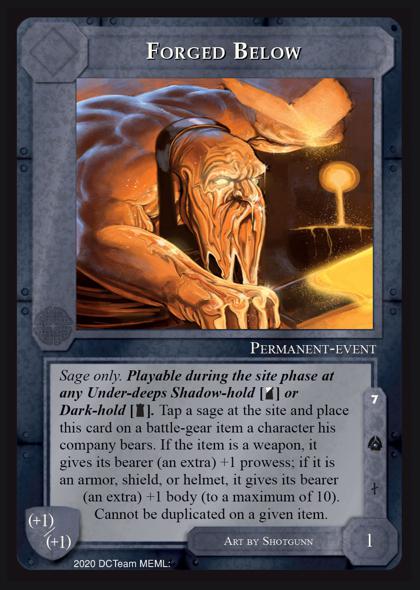 FORGED BELOW
PERMANENT-EVENT
Sage only. Playable during the site phase at
any Under-deeps Shadow-hold [] or
Dark-hold []. Tap a sage at the site and place
this card on a battle-gear item a character his
company bears. If the item is a weapon, it
gives its bearer (an extra) +1 prowess; if it is
an armor, shield, or helmet, it gives its bearer
(an extra) +1 body (to a maximum of 10).
Cannot be duplicated on a given item.
7
(+1)
(+1)
ART BY SHOTGUNN
1
2020 DCTeam MEML: